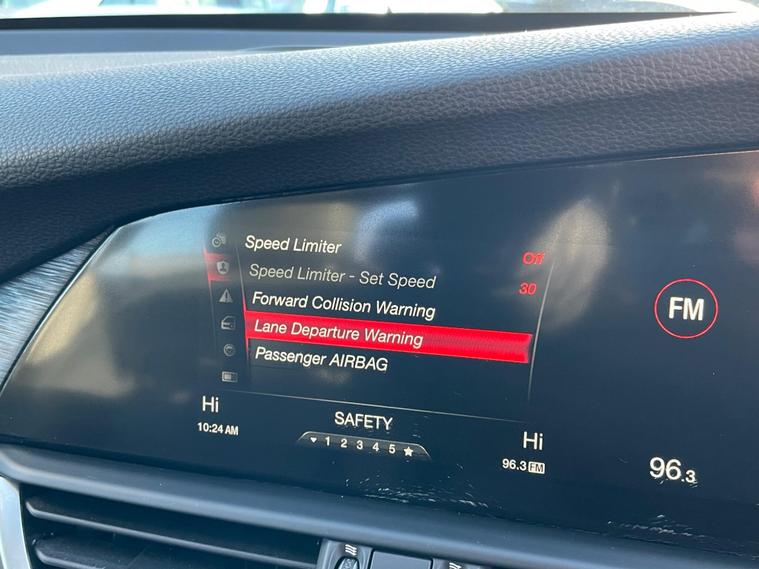 Speed Limiter Off
Speed Limiter - Set Speed 30
Forward Collision Warning
Lane Departure Warning
Passenger AIRBAG
FM
Hi
10:24 AM
SAFETY
1 2 3 4 5
Hi
96.3 FM
96.3